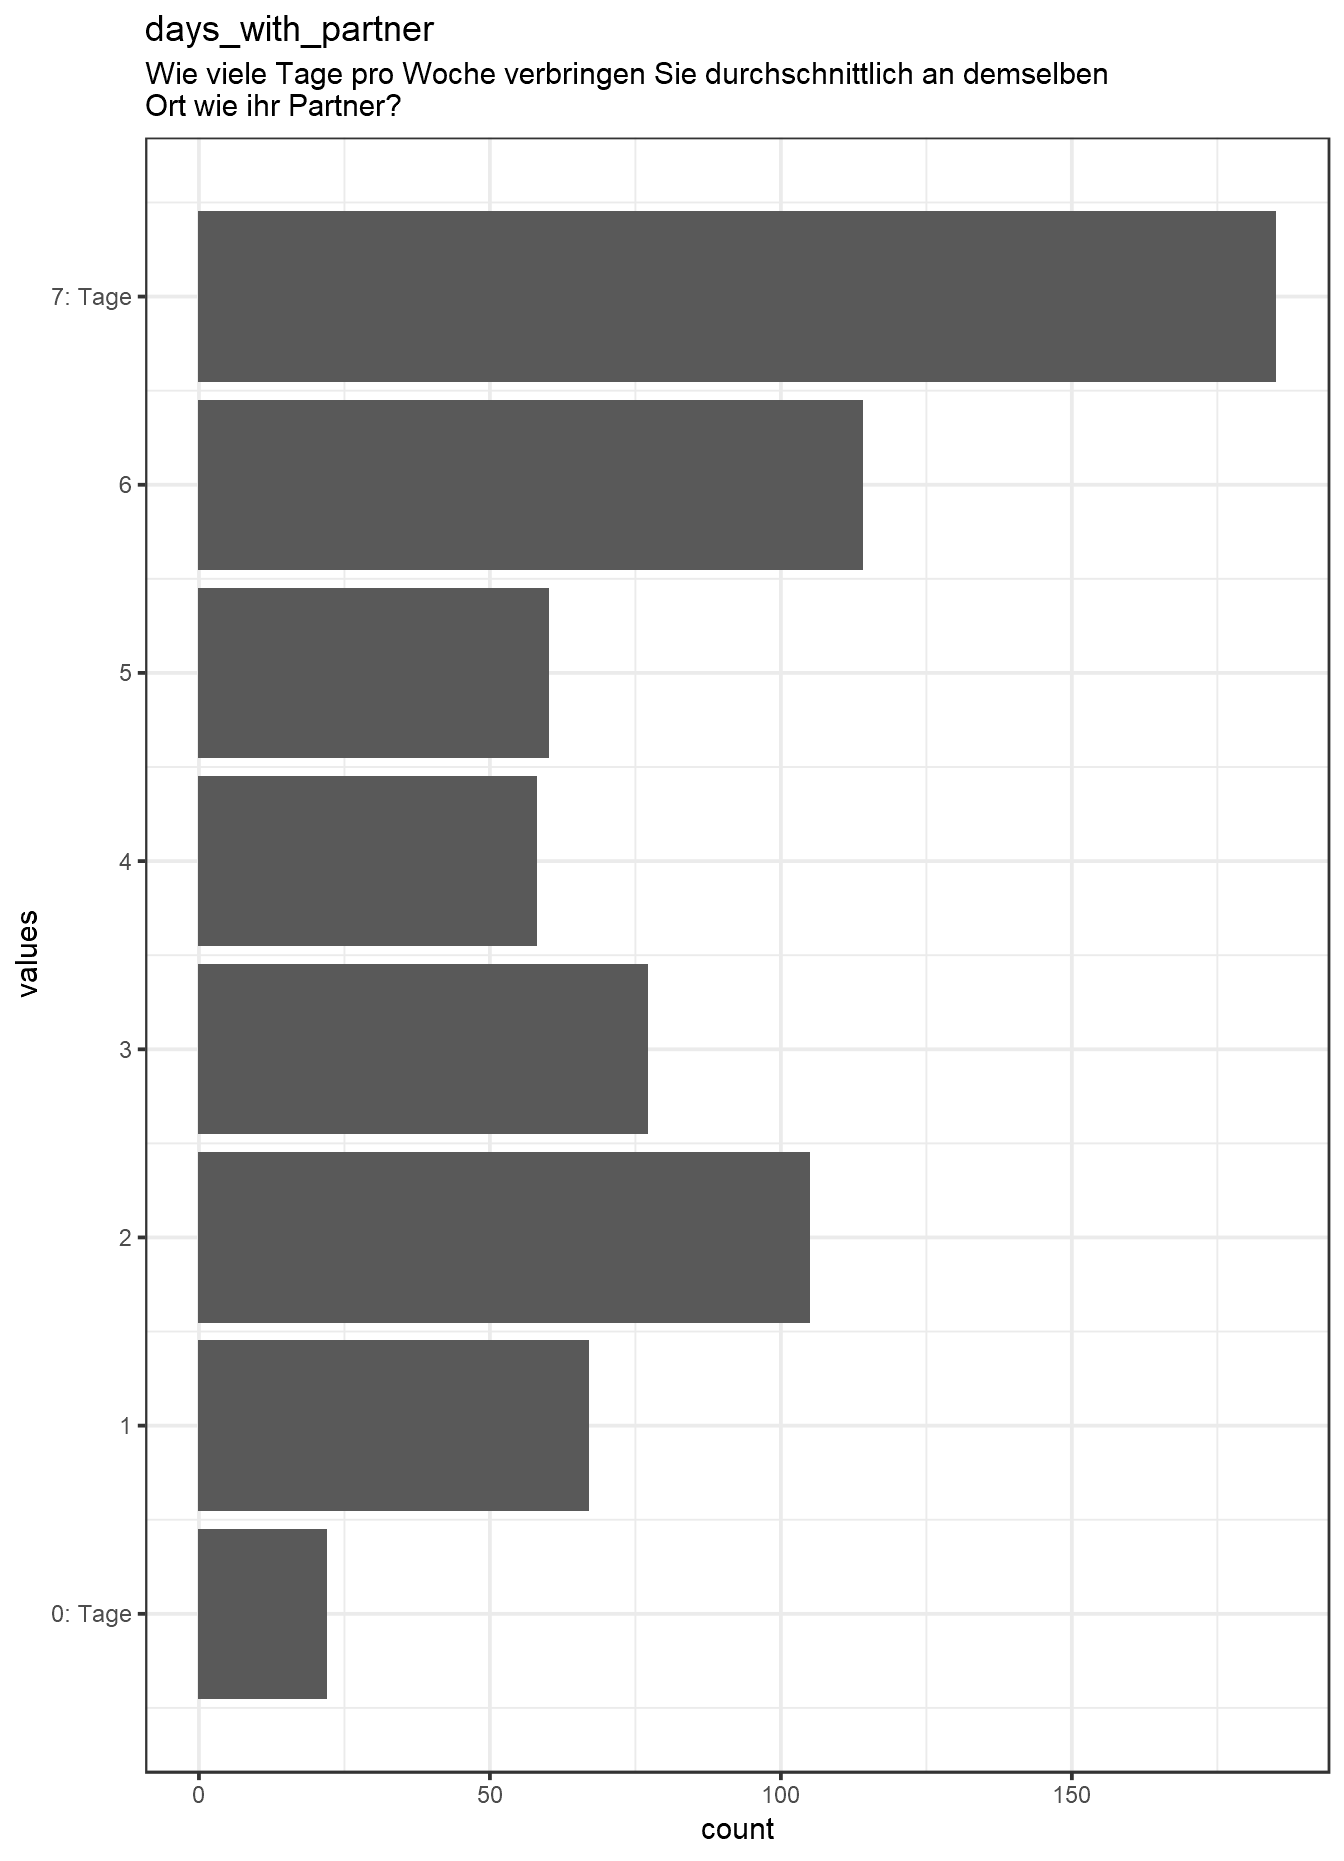 days_with_partner
Wie viele Tage pro Woche verbringen Sie durchschnittlich an demselben
Ort wie ihr Partner?
values
7: Tage
6
5
4
3
2
1
0: Tage
0
50
100
150
count